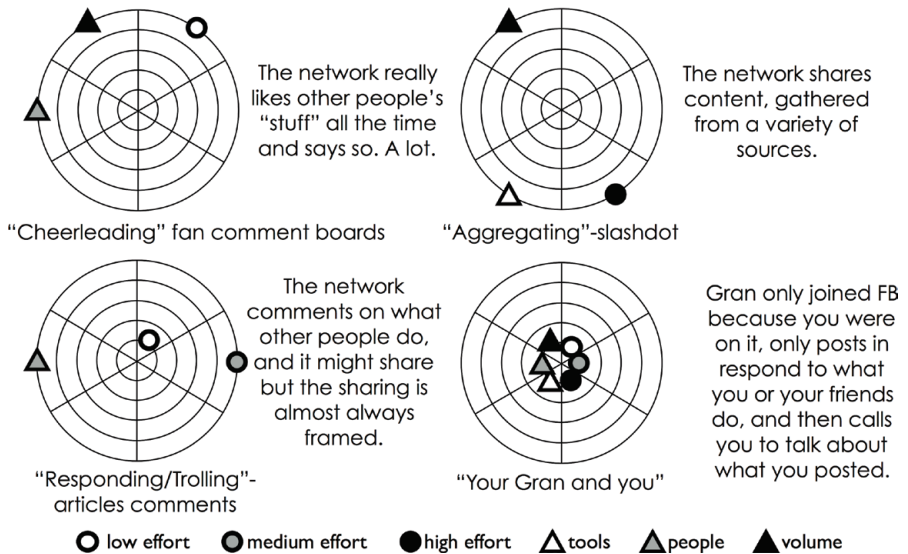 The network really
likes other people's
"stuff" all the time
and says so. A lot.
"Cheerleading" fan comment boards
The network shares
content, gathered
from a variety of
sources.
"Aggregating"-slashdot
The network
comments on what
other people do,
and it might share
but the sharing is
almost always
framed.
"Responding/Trolling"-
articles comments
Gran only joined FB
because you were
on it, only posts in
respond to what
you or your friends
do, and then calls
you to talk about
what you posted.
"Your Gran and you"
low effort medium effort high effort tools people volume